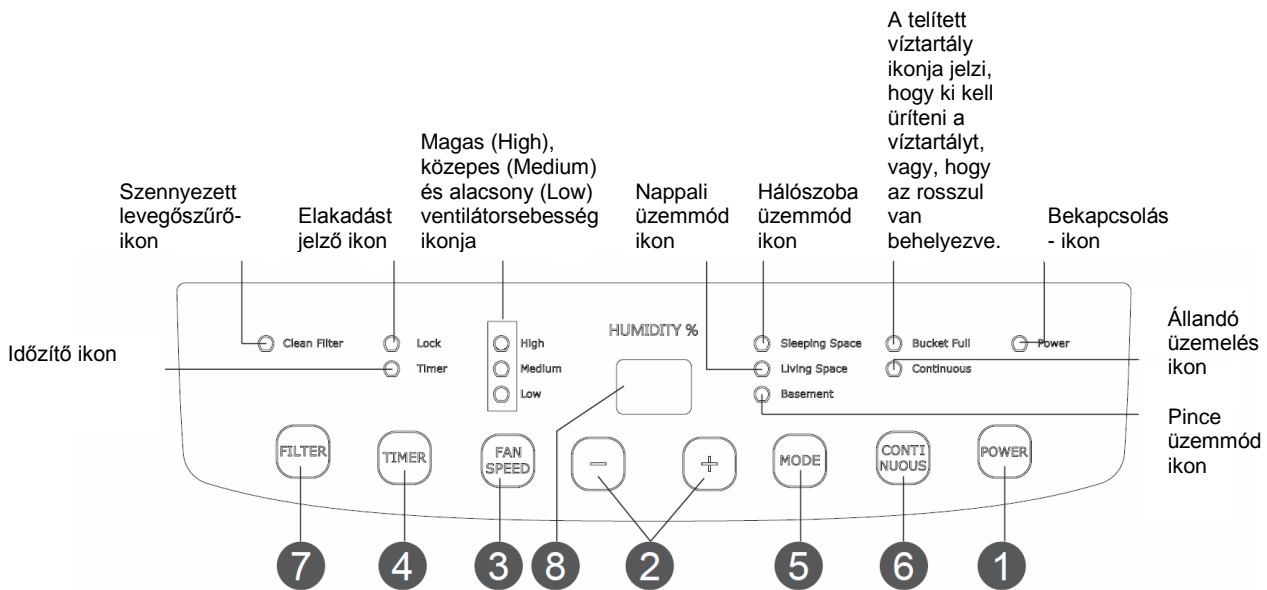 A telített
víztartály
ikonja jelzi,
hogy ki kell
üríteni a
víztartályt,
vagy, hogy
az rosszul
van
behelyezve.
Magas (High),
közepes (Medium)
és alacsony (Low)
ventilátorsebesség
ikonja
Szennyezett
levegőszűrő-
ikon
Elakadást
jelző ikon
Nappali
üzemmód
ikon
Hálószoba
üzemmód
ikon
Bekapcsolás
- ikon
Időzítő ikon
Állandó
üzemelés
ikon
Pince
üzemmód
ikon
Clean Filter
Lock
Timer
High
Medium
Low
HUMIDITY %
Sleeping Space
Living Space
Basement
Bucket Full
Continuous
Power
FILTER
TIMER
FAN
SPEED
−
+
MODE
CONTI
NUOUS
POWER
7
4
3
8
2
5
6
1